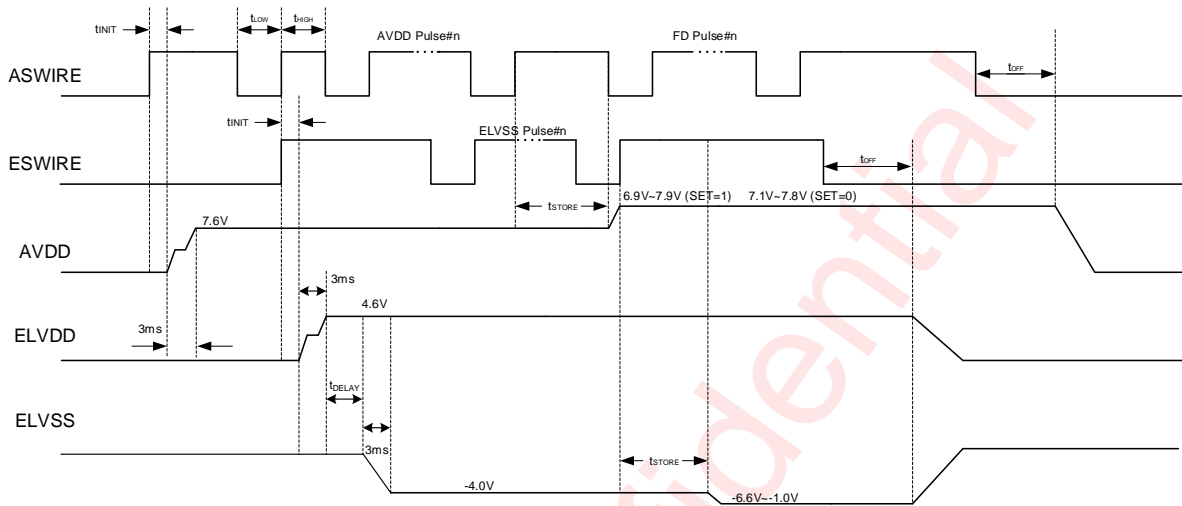 tINIT
tLOW
tHIGH
AVDD Pulse#n
FD Pulse#n
ASWIRE
tOFF
tINIT
ELVSS Pulse#n
ESWIRE
tOFF
tSTORE
6.9V~7.9V (SET=1)
7.1V~7.8V (SET=0)
7.6V
AVDD
3ms
4.6V
3ms
ELVDD
tDELAY
ELVSS
3ms
tSTORE
-4.0V
-6.6V~-1.0V
fidential